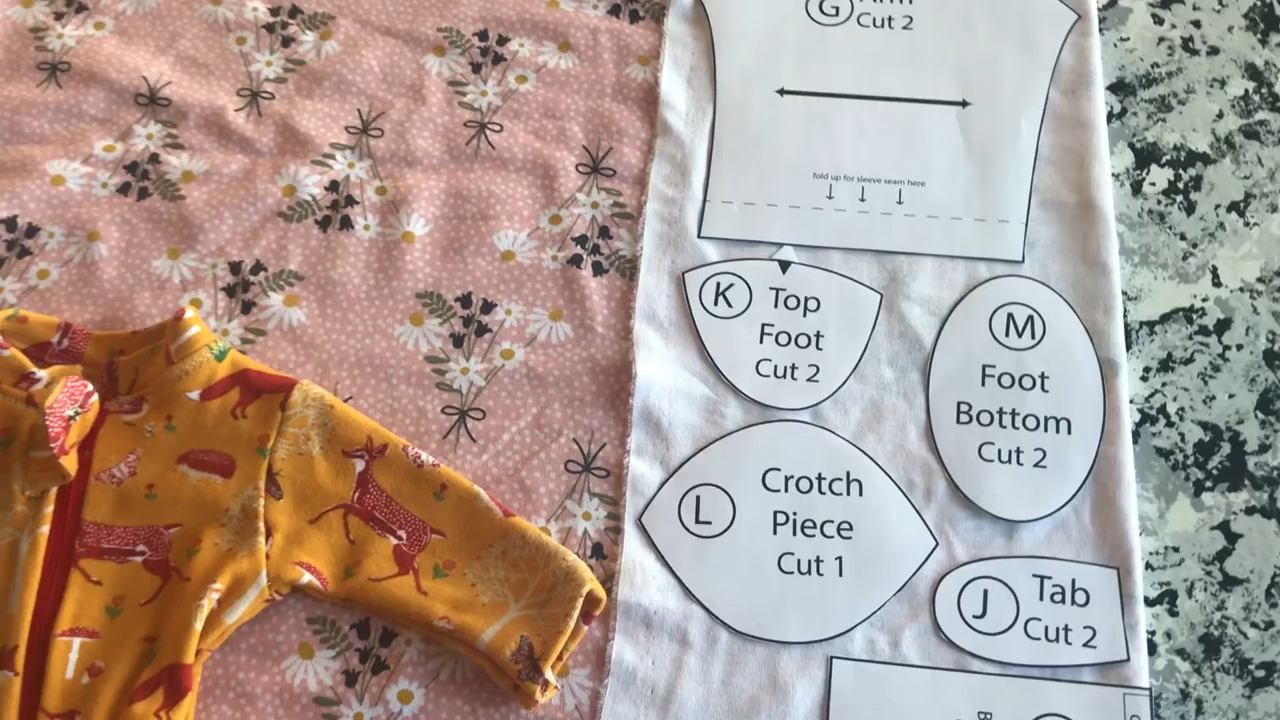 G
Cut 2
fold up for sleeve seam here
K
Top
Foot
Cut 2
M
Foot
Bottom
Cut 2
L
Crotch
Piece
Cut 1
J
Tab
Cut 2